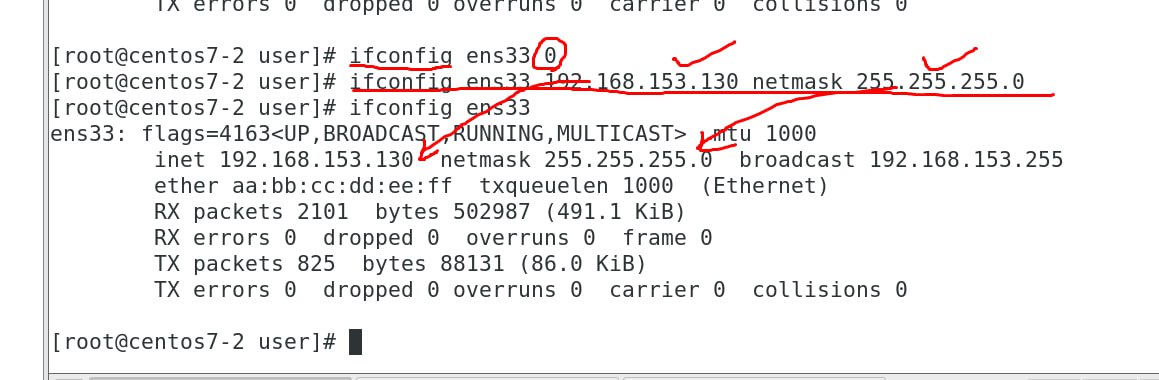 TX errors 0  dropped 0 overruns 0  carrier 0  collisions 0
[root@centos7-2 user]# ifconfig ens33 0
[root@centos7-2 user]# ifconfig ens33 192.168.153.130 netmask 255.255.255.0
[root@centos7-2 user]# ifconfig ens33
ens33: flags=4163<UP,BROADCAST,RUNNING,MULTICAST>  mtu 1000
inet 192.168.153.130  netmask 255.255.255.0  broadcast 192.168.153.255
ether aa:bb:cc:dd:ee:ff  txqueuelen 1000  (Ethernet)
RX packets 2101  bytes 502987 (491.1 KiB)
RX errors 0  dropped 0  overruns 0  frame 0
TX packets 825  bytes 88131 (86.0 KiB)
TX errors 0  dropped 0 overruns 0  carrier 0  collisions 0
[root@centos7-2 user]#